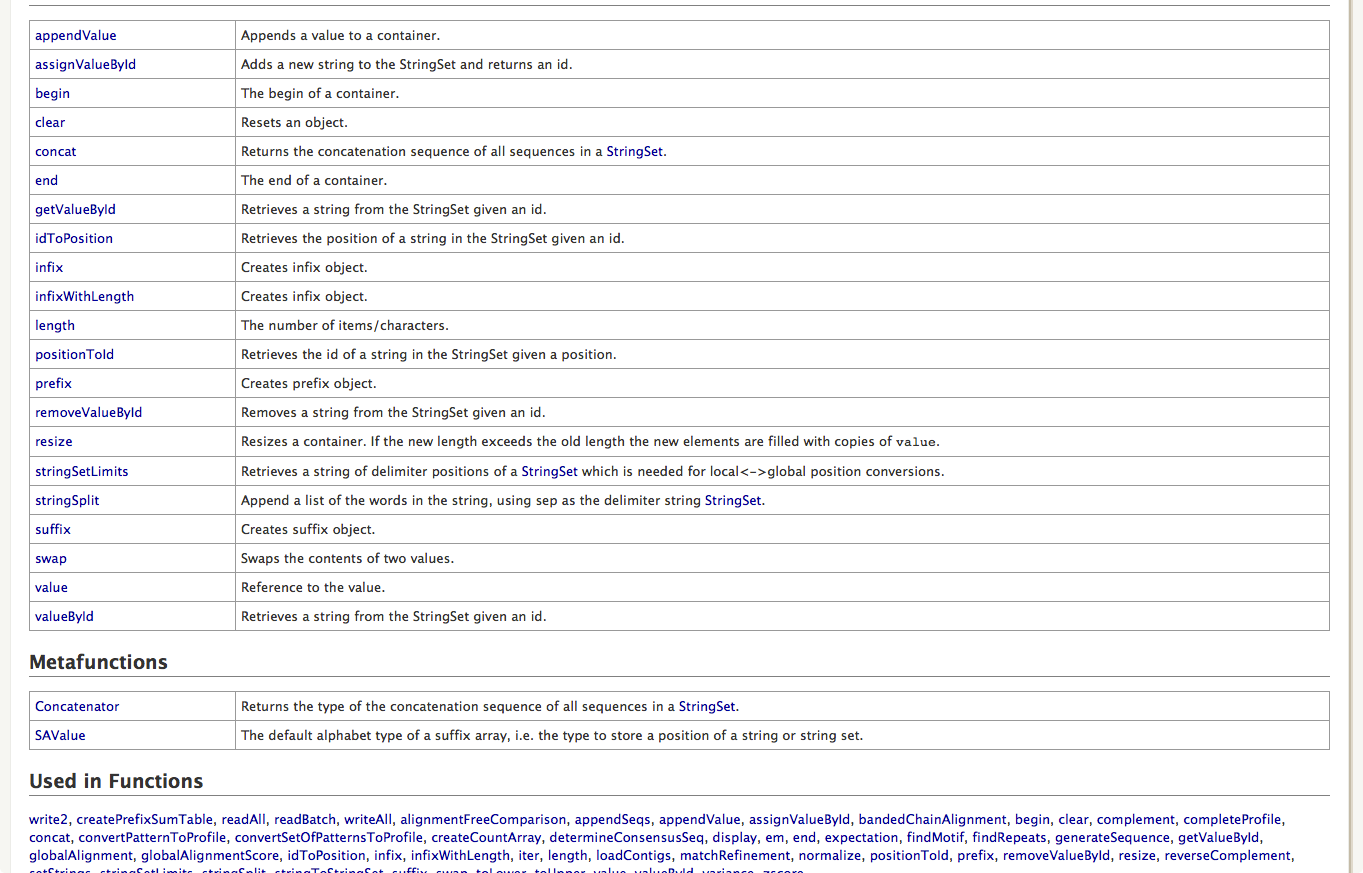 appendValue Appends a value to a container.
assignValueById Adds a new string to the StringSet and returns an id.
begin The begin of a container.
clear Resets an object.
concat Returns the concatenation sequence of all sequences in a StringSet.
end The end of a container.
getValueById Retrieves a string from the StringSet given an id.
idToPosition Retrieves the position of a string in the StringSet given an id.
infix Creates infix object.
infixWithLength Creates infix object.
length The number of items/characters.
positionToId Retrieves the id of a string in the StringSet given a position.
prefix Creates prefix object.
removeValueById Removes a string from the StringSet given an id.
resize Resizes a container. If the new length exceeds the old length the new elements are filled with copies of value.
stringSetLimits Retrieves a string of delimiter positions of a StringSet which is needed for local<->global position conversions.
stringSplit Append a list of the words in the string, using sep as the delimiter string StringSet.
suffix Creates suffix object.
swap Swaps the contents of two values.
value Reference to the value.
valueById Retrieves a string from the StringSet given an id.
Metafunctions
Concatenator Returns the type of the concatenation sequence of all sequences in a StringSet.
SAValue The default alphabet type of a suffix array, i.e. the type to store a position of a string or string set.
Used in Functions
write2, createPrefixSumTable, readAll, readBatch, writeAll, alignmentFreeComparison, appendSeqs, appendValue, assignValueById, bandedChainAlignment, begin, clear, complement, completeProfile,
concat, convertPatternToProfile, convertSetOfPatternsToProfile, createCountArray, determineConsensusSeq, display, em, end, expectation, findMotif, findRepeats, generateSequence, getValueById,
globalAlignment, globalAlignmentScore, idToPosition, infix, infixWithLength, iter, length, loadContigs, matchRefinement, normalize, positionToId, prefix, removeValueById, resize, reverseComplement,
setStrings, stringSetLimits, stringSplit, stringToStringSet, suffix, swap, toLower, toUpper, value, valueById, variance, zscore